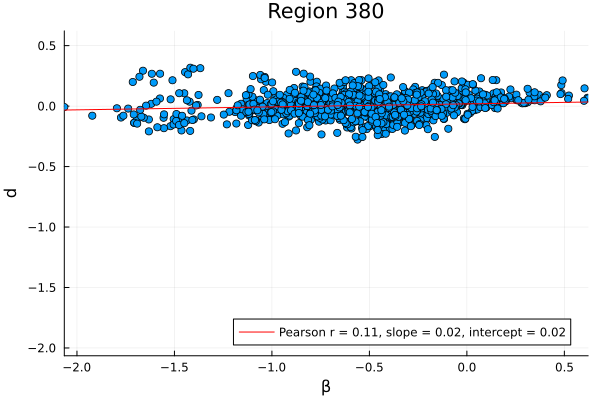 Region 380
0.5
0.0
−0.5
−1.0
−1.5
−2.0
d
Pearson r = 0.11, slope = 0.02, intercept = 0.02
−2.0 −1.5 −1.0 −0.5 0.0 0.5
β